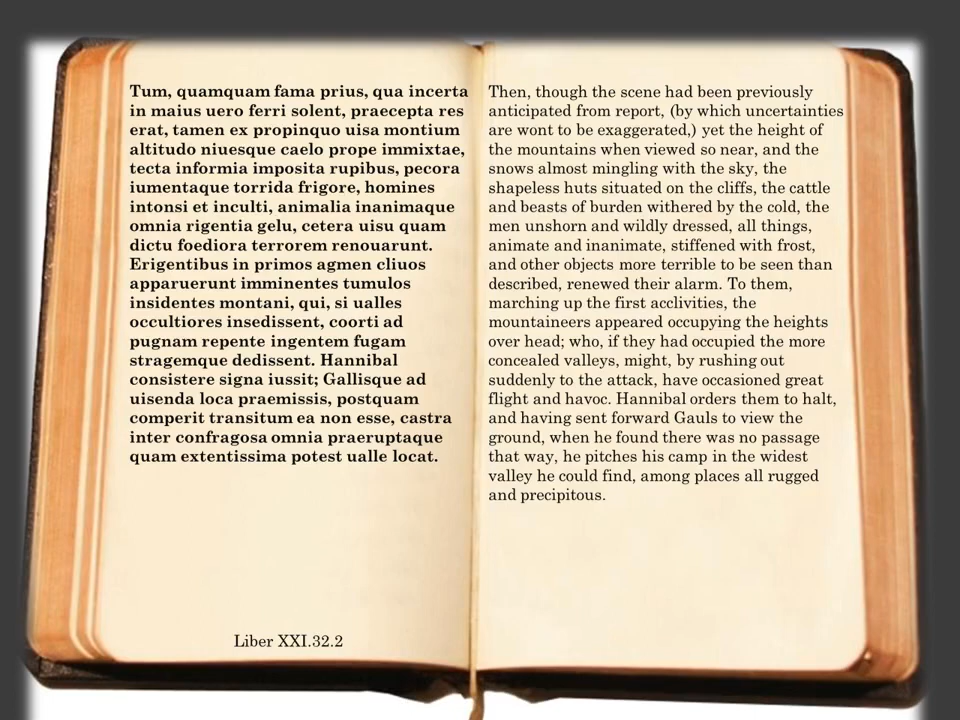 Tum, quamquam fama prius, qua incerta
in maius uero ferri solent, praecepta res
erat, tamen ex propinquo uisa montium
altitudo niuesque caelo prope immixtae,
tecta informia imposita rupibus, pecora
iumentaque torrida frigore, homines
intonsi et inculti, animalia inanimaque
omnia rigentia gelu, cetera uisu quam
dictu foediora terrorem renouarunt.
Erigentibus in primos agmen cliuos
apparuerunt imminentes tumulos
insidentes montani, qui, si ualles
occultiores insedissent, coorti ad
pugnam repente ingentem fugam
stragemque dedissent. Hannibal
consistere signa iussit; Gallisque ad
uisenda loca praemissis, postquam
comperit transitum ea non esse, castra
inter confragosa omnia praeruptaque
quam extentissima potest ualle locat.
Liber XXI.32.2
Then, though the scene had been previously
anticipated from report, (by which uncertainties
are wont to be exaggerated,) yet the height of
the mountains when viewed so near, and the
snows almost mingling with the sky, the
shapeless huts situated on the cliffs, the cattle
and beasts of burden withered by the cold, the
men unshorn and wildly dressed, all things,
animate and inanimate, stiffened with frost,
and other objects more terrible to be seen than
described, renewed their alarm. To them,
marching up the first acclivities, the
mountaineers appeared occupying the heights
over head; who, if they had occupied the more
concealed valleys, might, by rushing out
suddenly to the attack, have occasioned great
flight and havoc. Hannibal orders them to halt,
and having sent forward Gauls to view the
ground, when he found there was no passage
that way, he pitches his camp in the widest
valley he could find, among places all rugged
and precipitous.